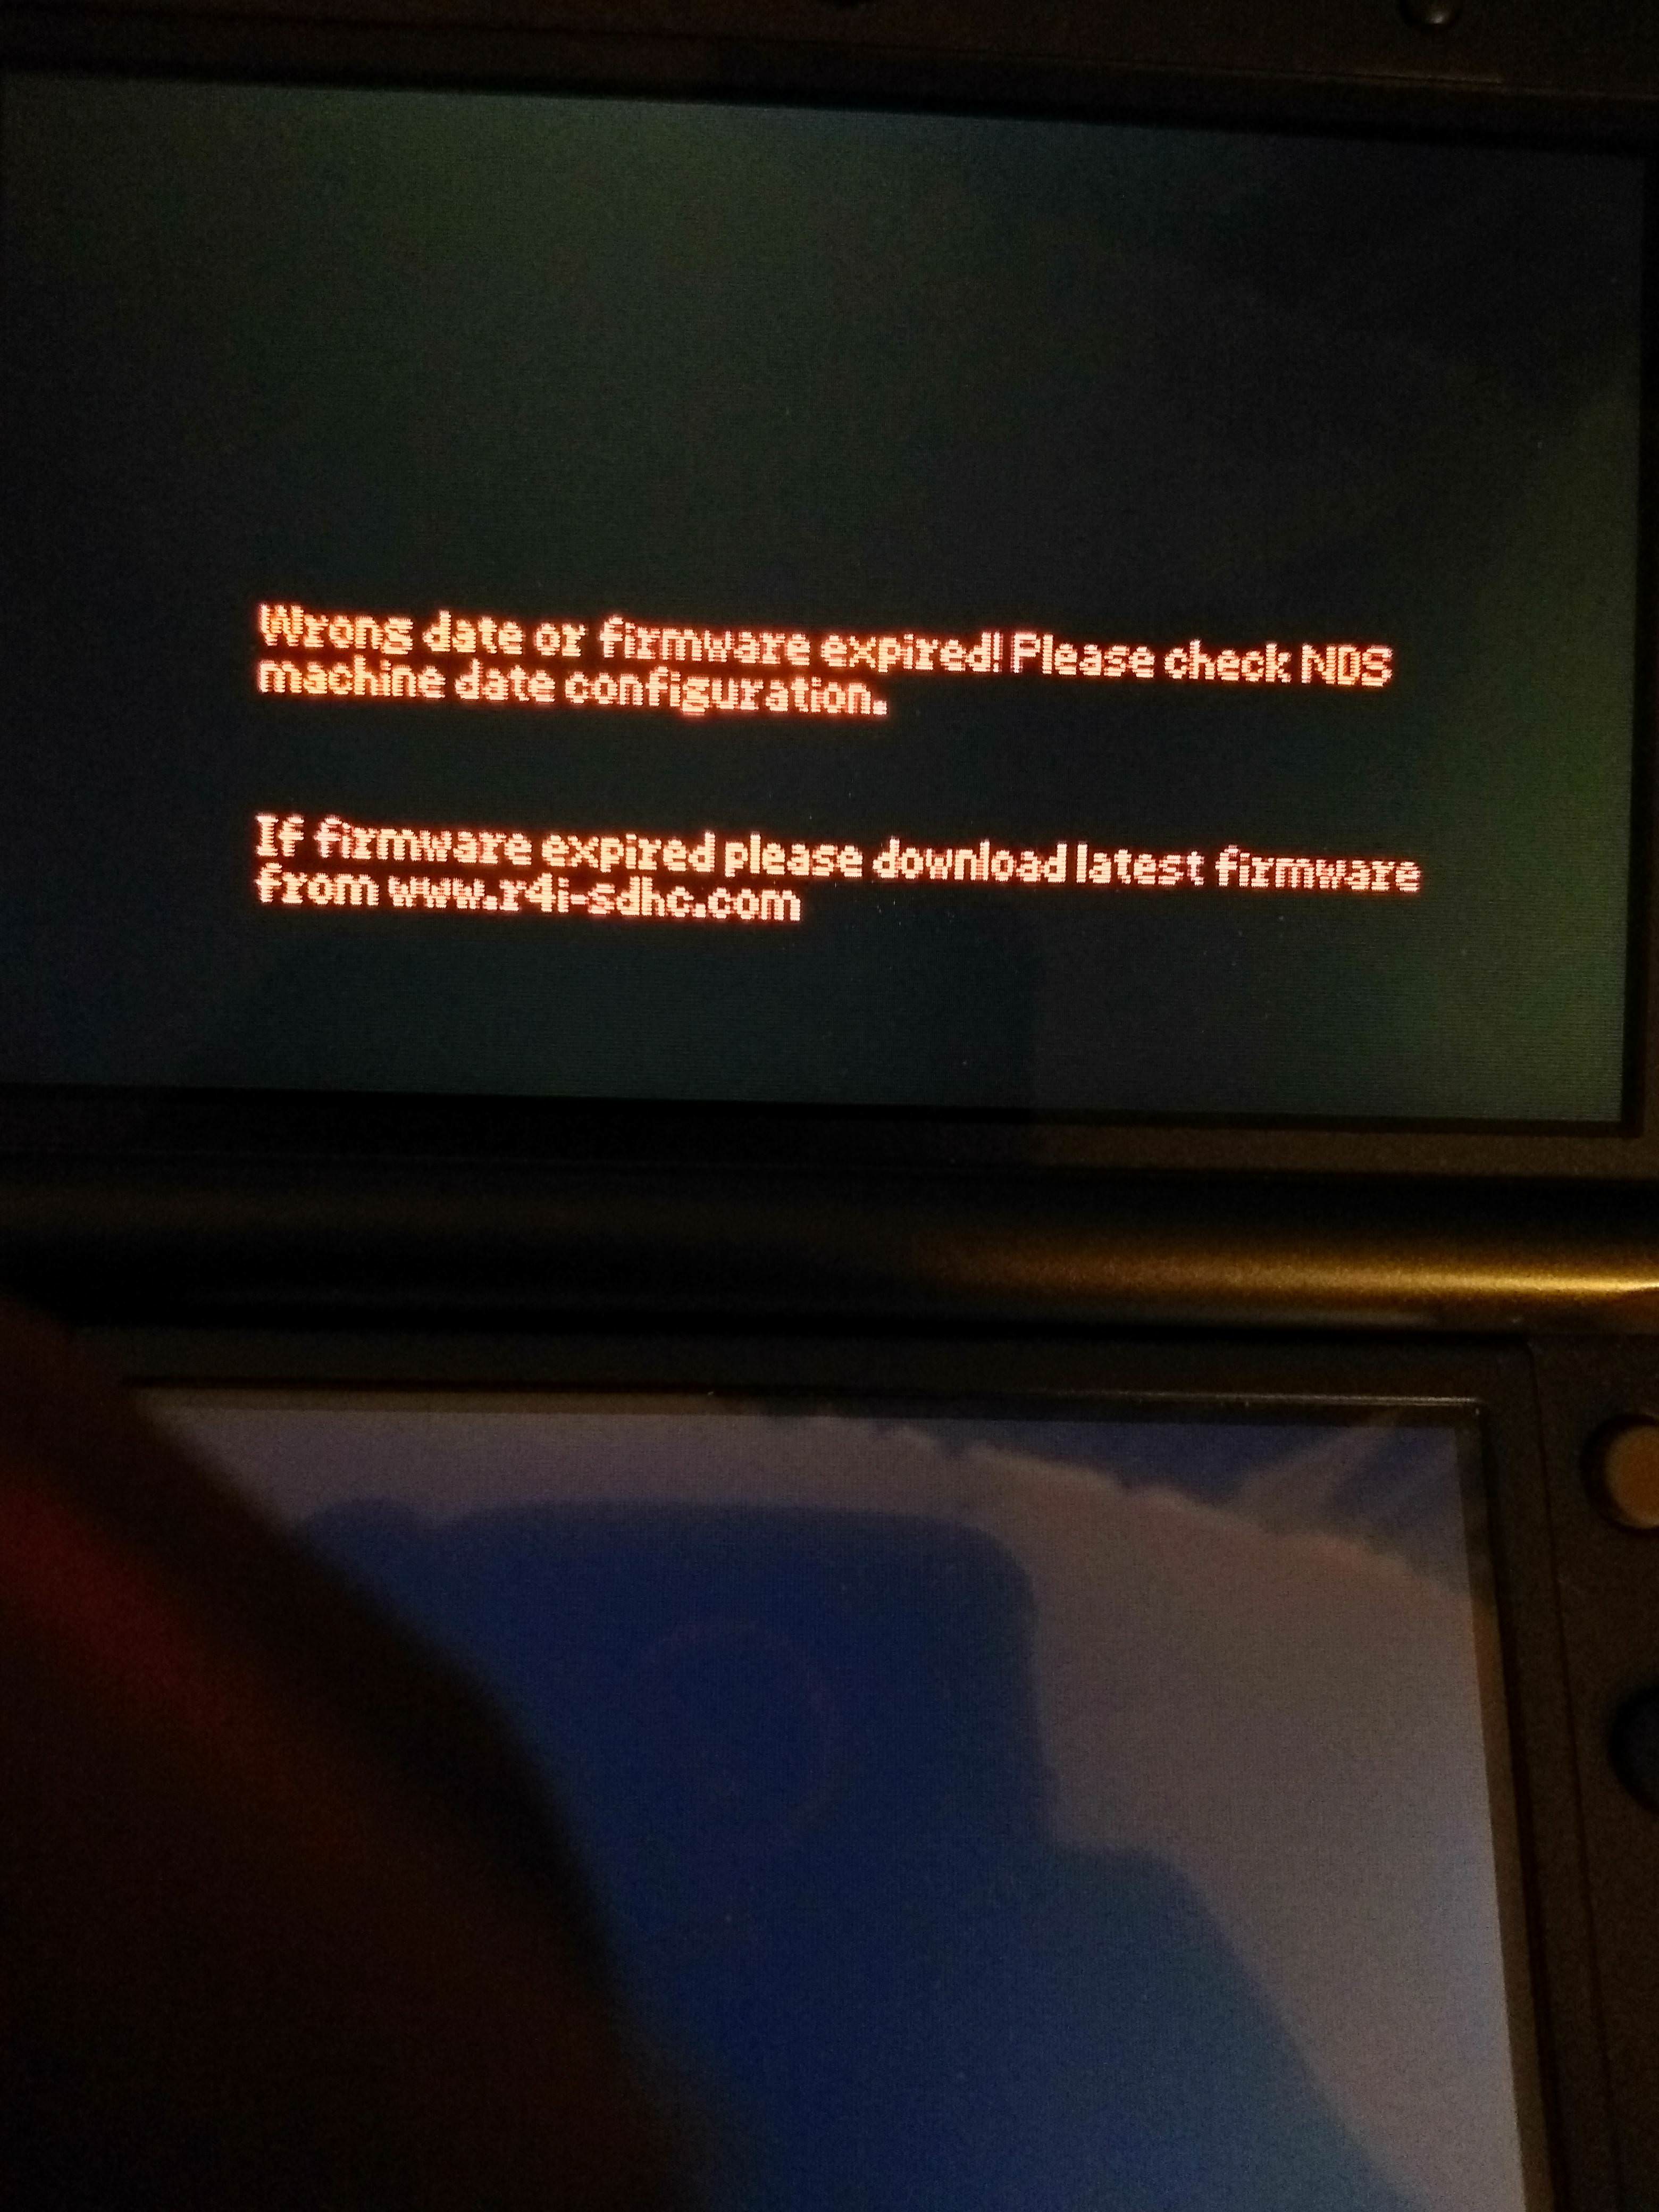 Wrong date or firmware expired! Please check NDS
machine date configuration.
If firmware expired please download latest firmware
from www.r4i-sdhc.com